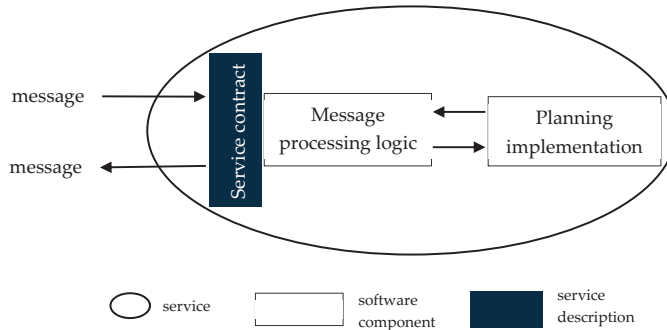 message
message
Service contract
Message
processing logic
Planning
implementation
service
software
component
service
description